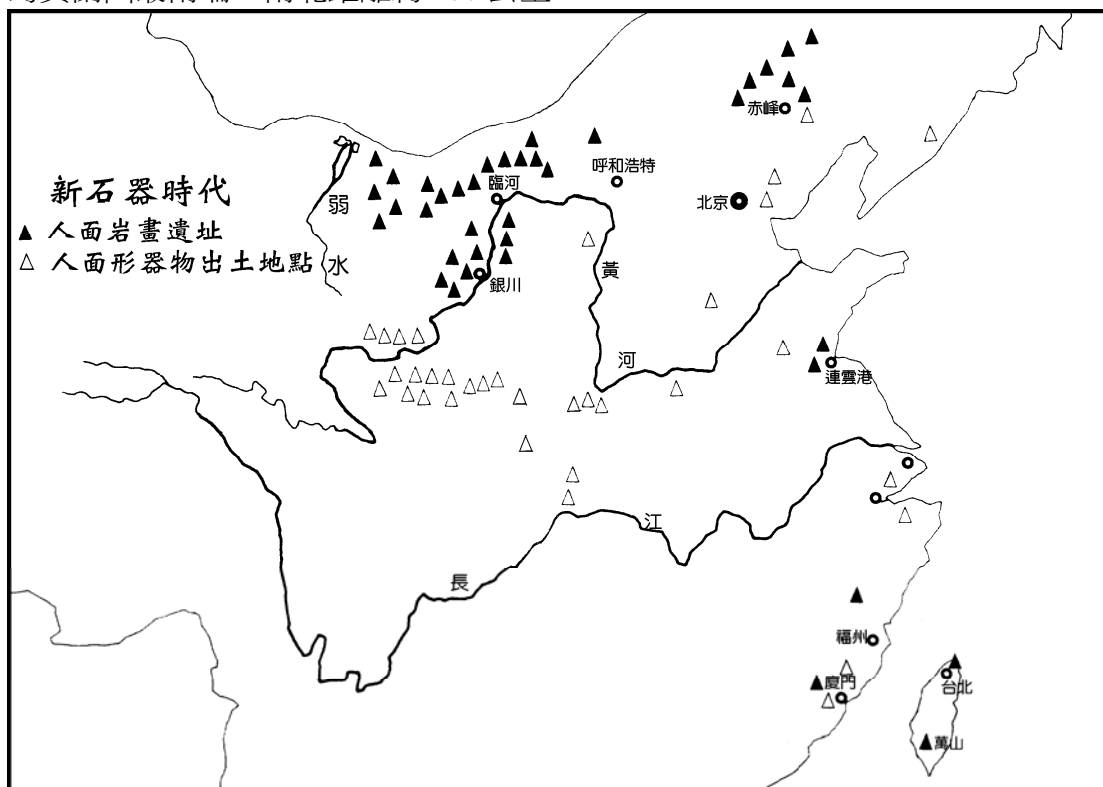 赤峰
呼和浩特
新石器時代
臨河
弱
北京
▲ 人面岩畫遺址
△ 人面形器物出土地點
水
黃
銀川
河
連雲港
江
長
福州
廈門
台北
萬山